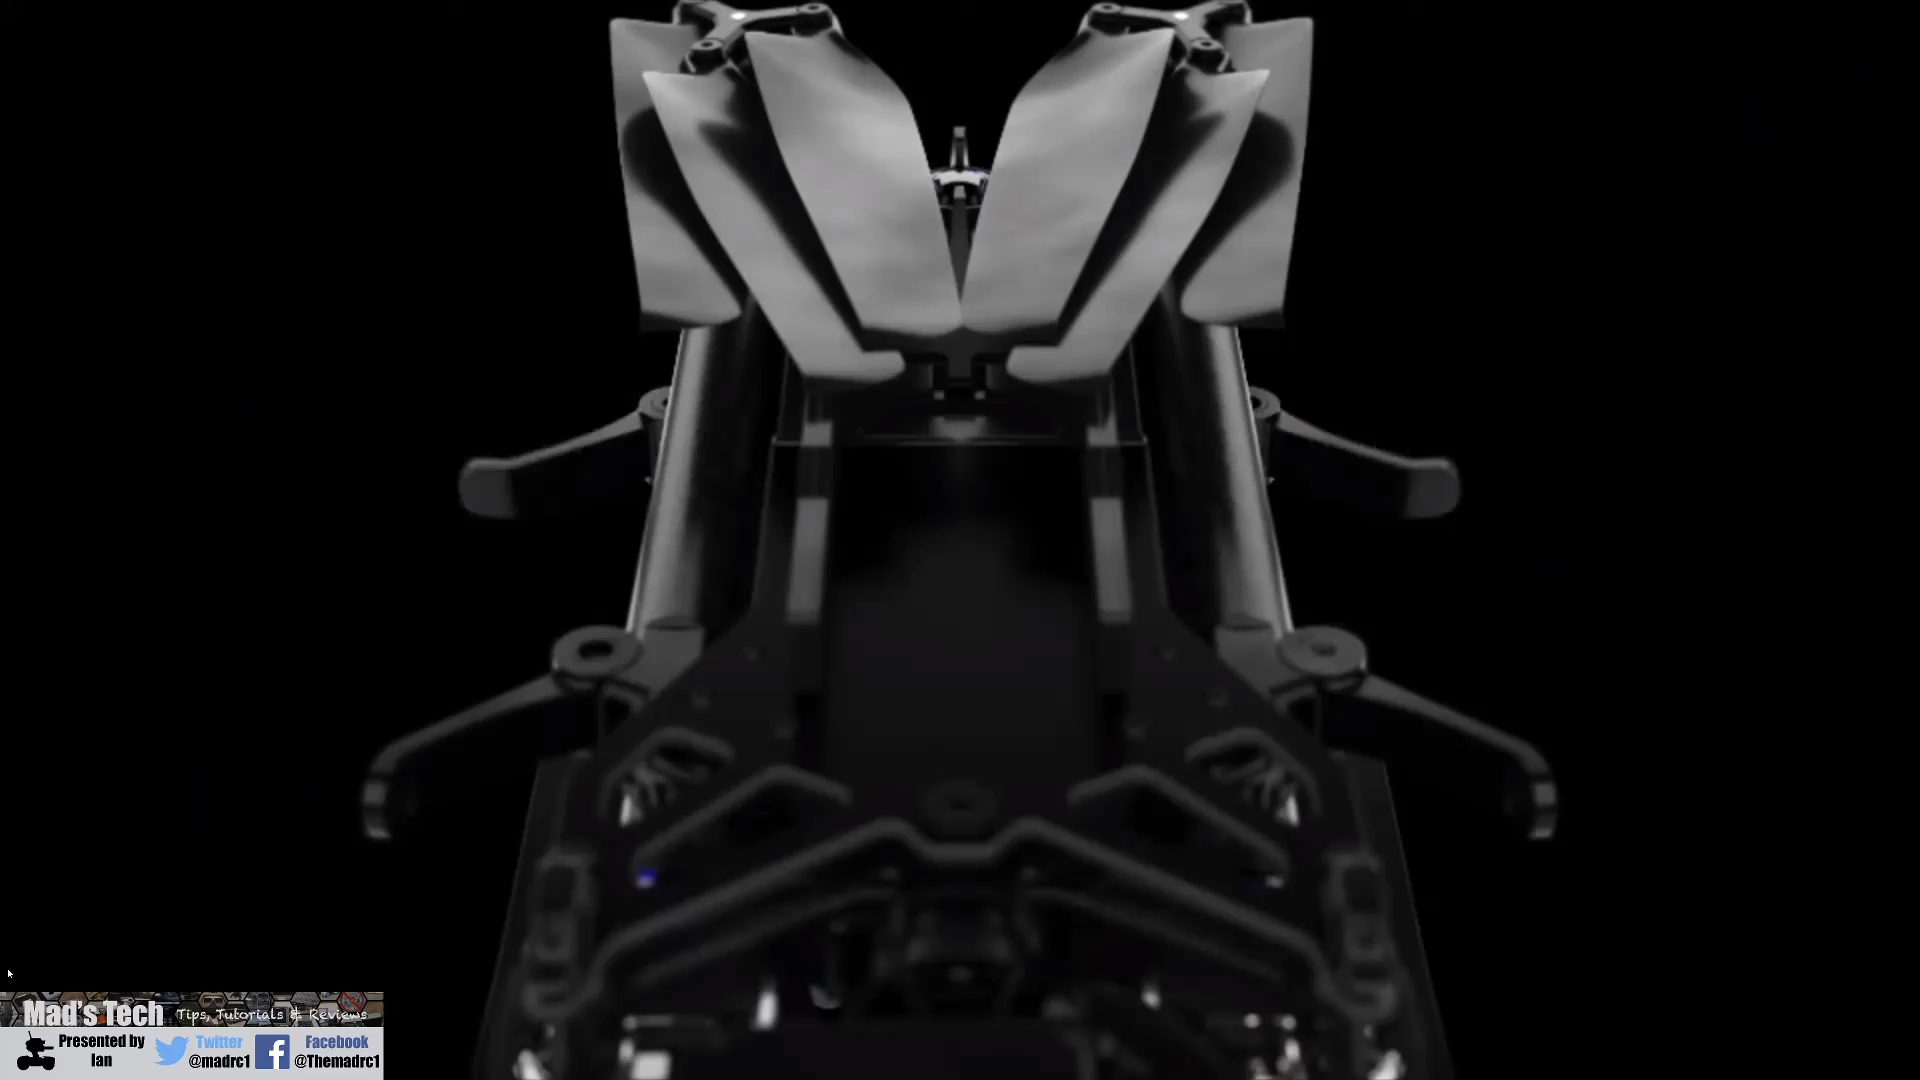 Mad's Tech Tips, Tutorials & Reviews
Presented by Ian
Twitter @madrc1
Facebook @Themadrc1